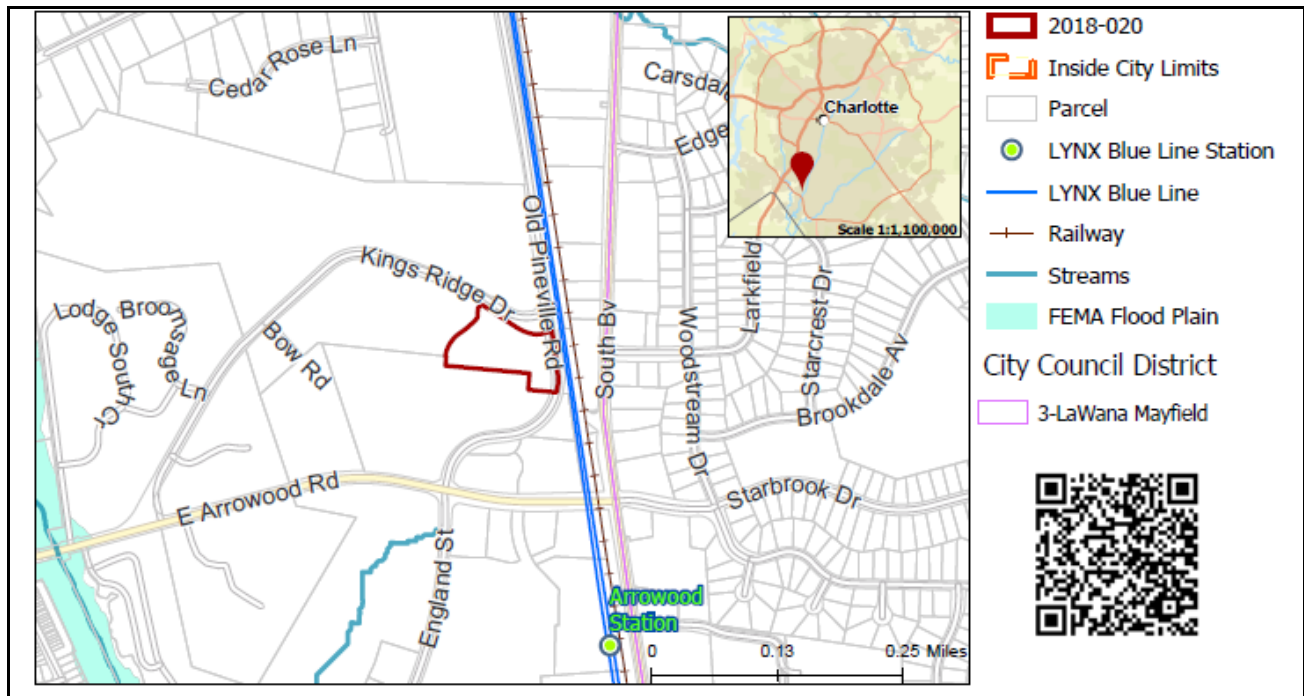 Cedar Rose Ln
Carsdal
Edge
Charlotte
Scale 1:1,100,000
Old Pineville Rd
Kings Ridge Dr
Lodge South Cr
Broomsage Ln
Bow Rd
South Bv
Woodstream Dr
Larkfield
Starcrest Dr
Brookdale Av
E Arrowood Rd
Starbrook Dr
England St
Arrowood
Station
0 0.13 0.25 Miles
2018-020
Inside City Limits
Parcel
LYNX Blue Line Station
LYNX Blue Line
Railway
Streams
FEMA Flood Plain
City Council District
3-LaWana Mayfield